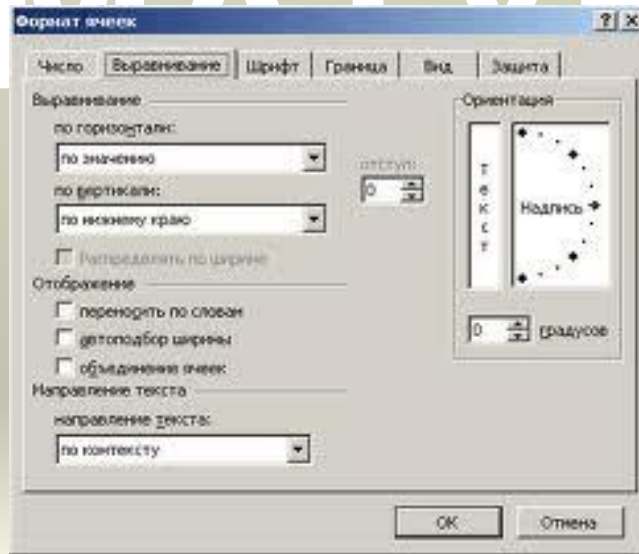 Формат ячеек
Число
Выравнивание
Шрифт
Граница
Вид
Защита
Выравнивание
по горизонтали:
по значению
отступ:
0
по вертикали:
по нижнему краю
Распределять по ширине
Отображение
переносить по словам
автоподбор ширины
объединение ячеек
Направление текста
направление текста:
по контексту
Ориентация
т
е
к
с
т
Надпись
0
градусов
ОК
Отмена